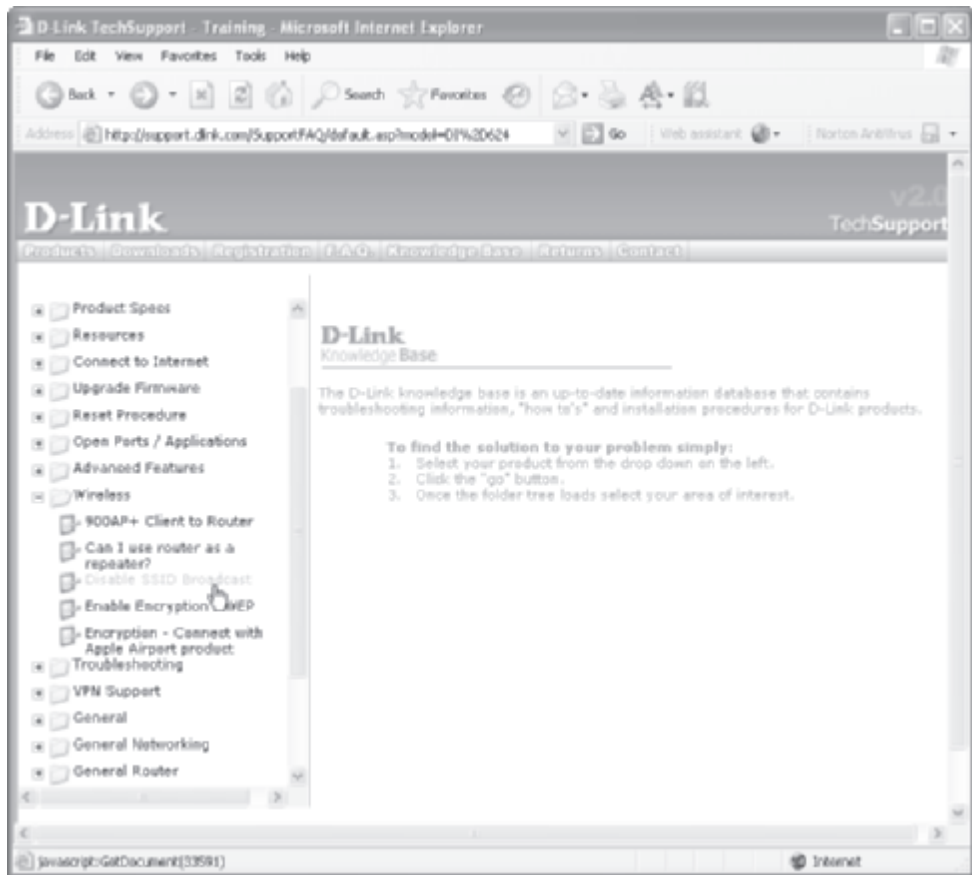 D-Link TechSupport - Training - Microsoft Internet Explorer
File Edit View Favorites Tools Help
Back Search Favorites
Address http://support.dlink.com/SupportFAQ/default.asp?model=DI%2D624 Go Web assistant Norton AntiVirus
v2.0
D-Link
TechSupport
Products Downloads Registration F.A.Q. Knowledge Base Returns Contact
Product Specs
Resources
Connect to Internet
Upgrade Firmware
Reset Procedure
Open Ports / Applications
Advanced Features
Wireless
900AP+ Client to Router
Can I use router as a
repeater?
Disable SSID Broadcast
Enable Encryption WEP
Encryption - Connect with
Apple Airport product
Troubleshooting
VPN Support
General
General Networking
General Router
D-Link
Knowledge Base
The D-Link knowledge base is an up-to-date information database that contains
troubleshooting information, "how to's" and installation procedures for D-Link products.
To find the solution to your problem simply:
1. Select your product from the drop down on the left.
2. Click the "go" button.
3. Once the folder tree loads select your area of interest.
javascript:GetDocument(33591)
Internet